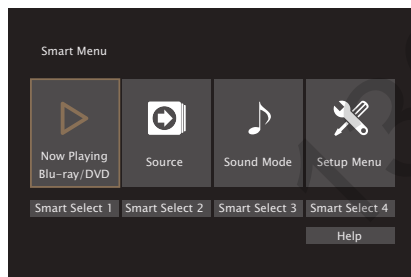 Smart Menu
Now Playing
Blu-ray/DVD
Source
Sound Mode
Setup Menu
Smart Select 1 Smart Select 2 Smart Select 3 Smart Select 4
Help